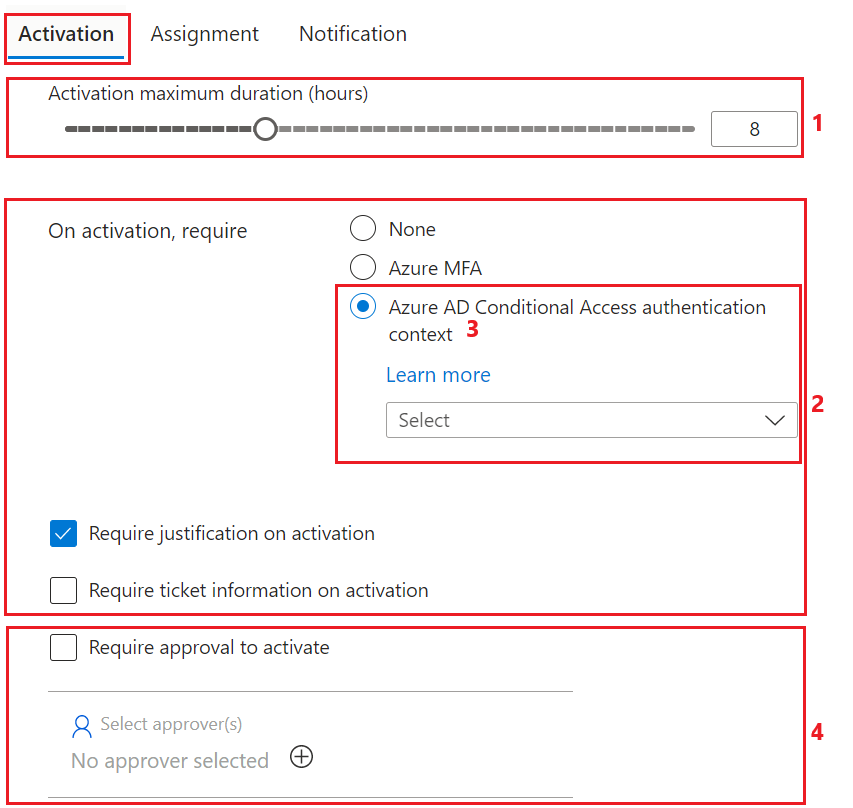 Activation Assignment Notification
Activation maximum duration (hours)
8
1
On activation, require
None
Azure MFA
Azure AD Conditional Access authentication
context 3
Learn more
Select
2
Require justification on activation
Require ticket information on activation
Require approval to activate
Select approver(s)
No approver selected
4